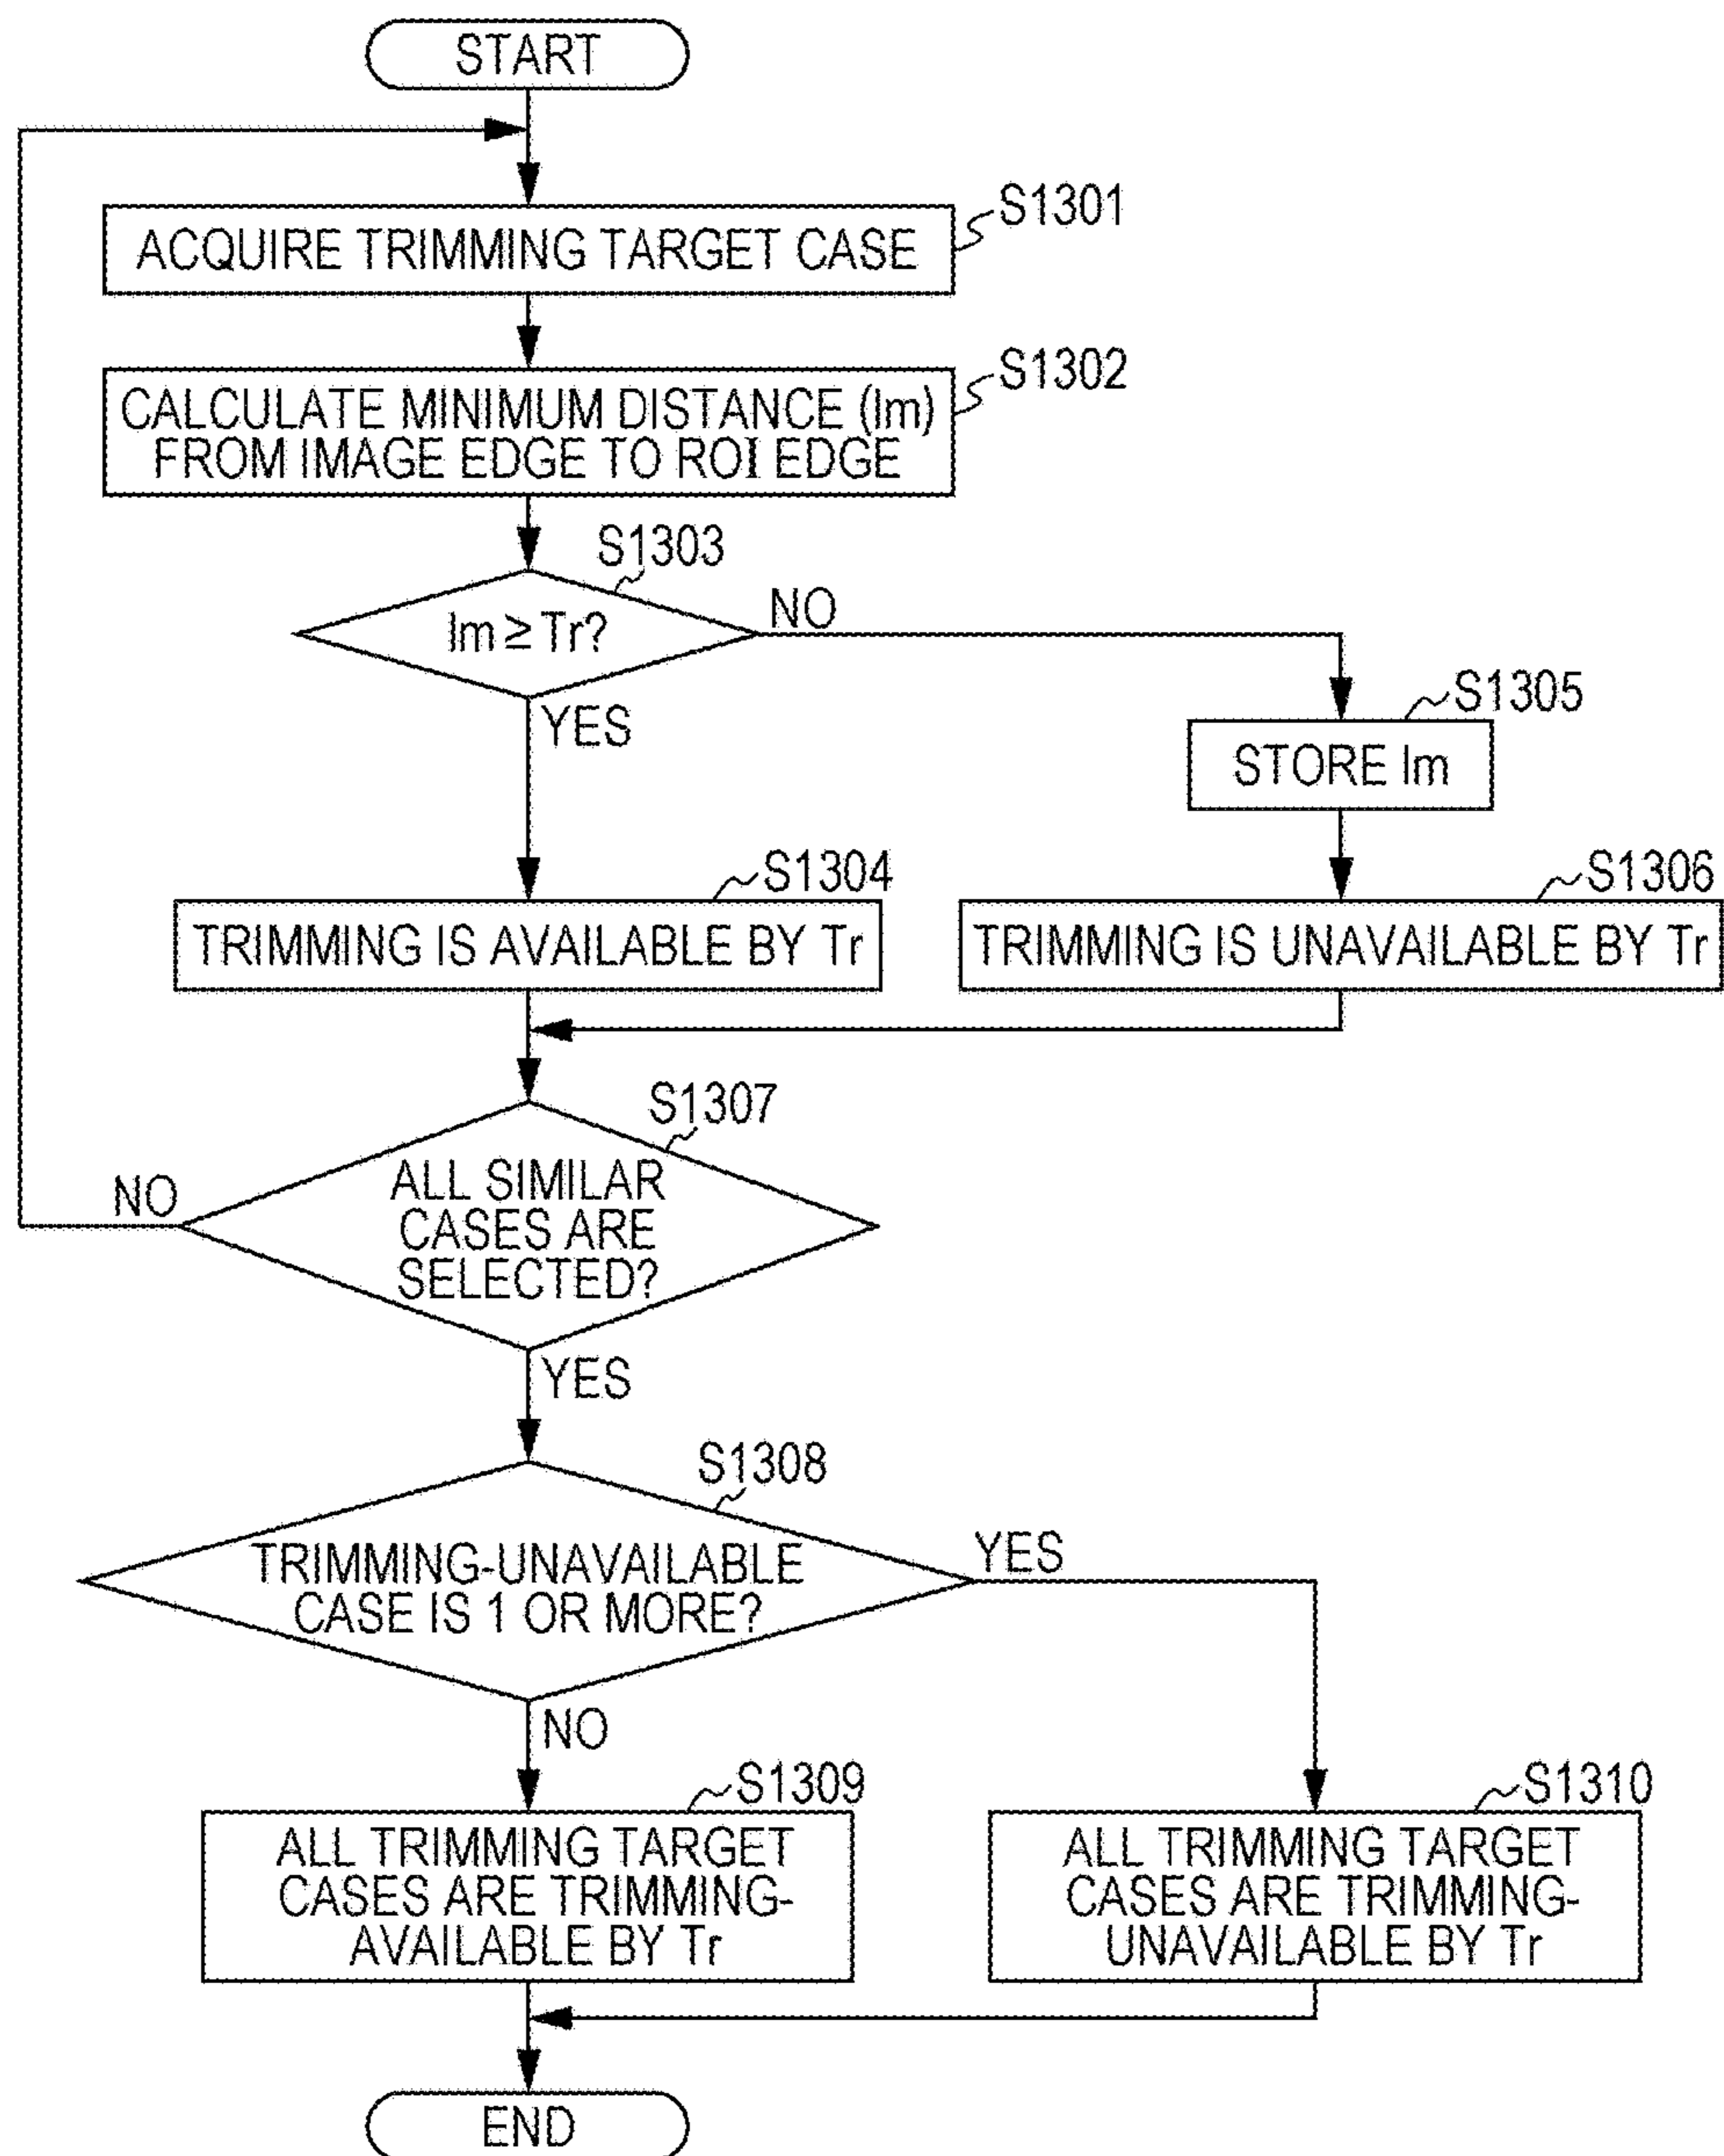 START
S1301
ACQUIRE TRIMMING TARGET CASE
S1302
CALCULATE MINIMUM DISTANCE (lm)
FROM IMAGE EDGE TO ROI EDGE
S1303
lm ≥ Tr?
NO
YES
S1305
STORE lm
S1304
TRIMMING IS AVAILABLE BY Tr
S1306
TRIMMING IS UNAVAILABLE BY Tr
S1307
ALL SIMILAR
CASES ARE
SELECTED?
NO
YES
S1308
TRIMMING-UNAVAILABLE
CASE IS 1 OR MORE?
YES
NO
S1309
ALL TRIMMING TARGET
CASES ARE TRIMMING-
AVAILABLE BY Tr
S1310
ALL TRIMMING TARGET
CASES ARE TRIMMING-
UNAVAILABLE BY Tr
END